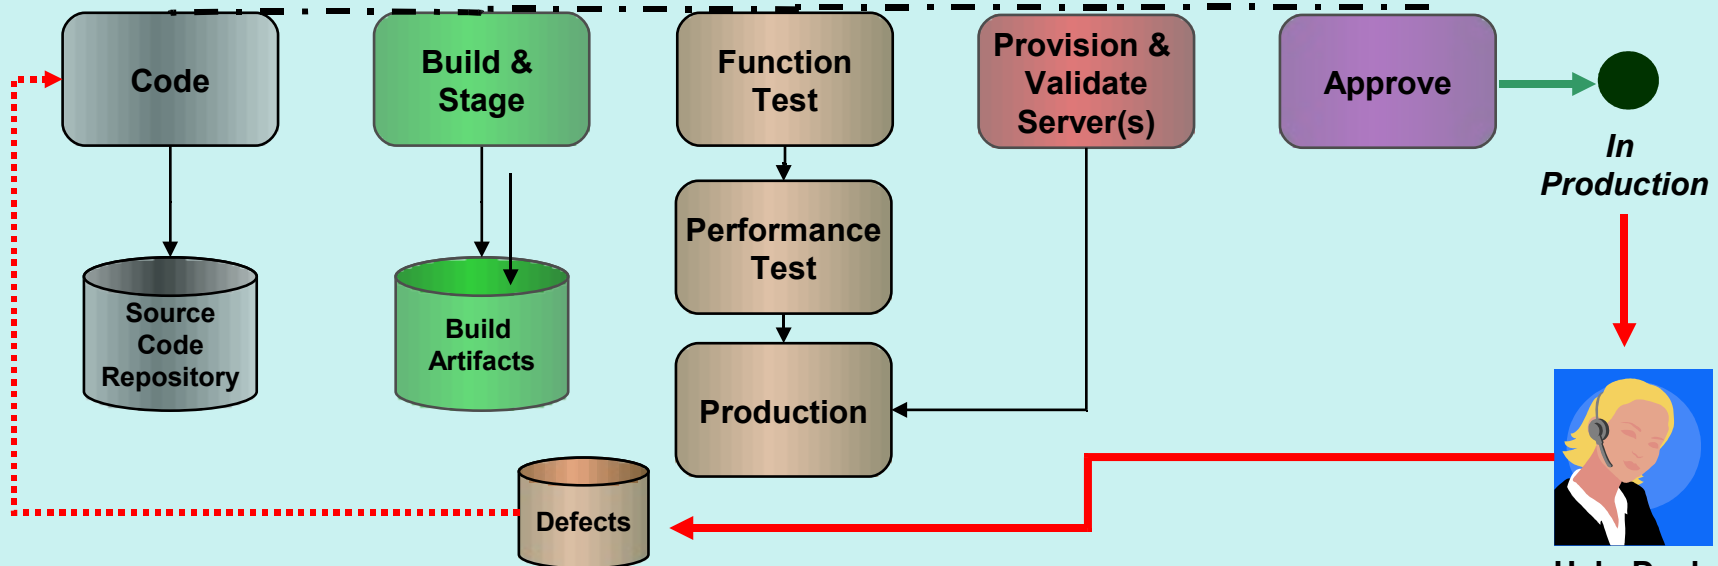 Code
Build &
Stage
Function
Test
Provision &
Validate
Server(s)
Approve
In
Production
Performance
Test
Source
Code
Repository
Build
Artifacts
Production
Defects